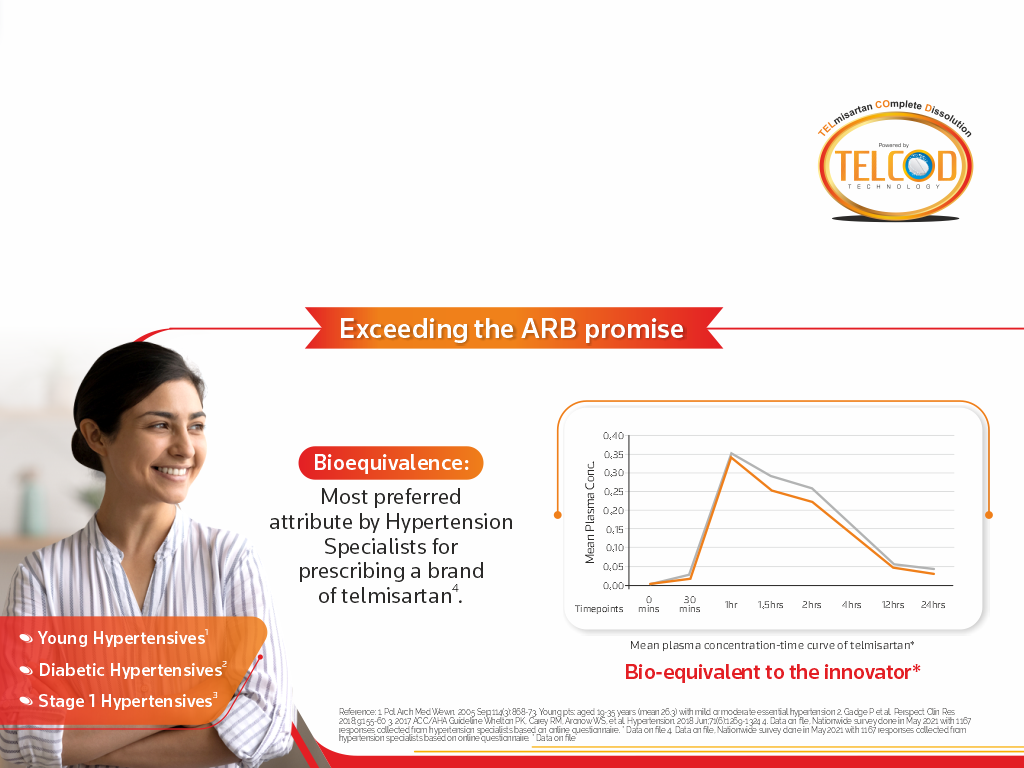 TELmisartan COmplete Dissolution
Powered by
TELCOD
TECHNOLOGY
Exceeding the ARB promise
Bioequivalence:
Most preferred
attribute by Hypertension
Specialists for
prescribing a brand
of telmisartan4.
Young Hypertensives1
Diabetic Hypertensives2
Stage 1 Hypertensives3
Mean Plasma Conc.
0.40
0.35
0.30
0.25
0.20
0.15
0.10
0.05
0.00
Timepoints
0 mins
30 mins
1hr
1.5hrs
2hrs
4hrs
12hrs
24hrs
Mean plasma concentration-time curve of telmisartan*
Bio-equivalent to the innovator*
Reference: 1. Pol Arch Med Wewn. 2005 Sep;114(3):868-73. Young pts: aged 19-35 years (mean 26.3) with mild or moderate essential hypertension 2. Gadge P et al. Perspect Clin Res
2018;9:155-60. 3. 2017 ACC/AHA Guideline Whelton PK, Carey RM, Aronow WS, et al. Hypertension. 2018 Jun;71(6):1269-1324 4. Data on file. Nationwide survey done in May 2021 with 1167
responses collected from hypertension specialists based on online questionnaire. * Data on file 4. Data on file. Nationwide survey done in May 2021 with 1167 responses collected from
hypertension specialists based on online questionnaire. * Data on file